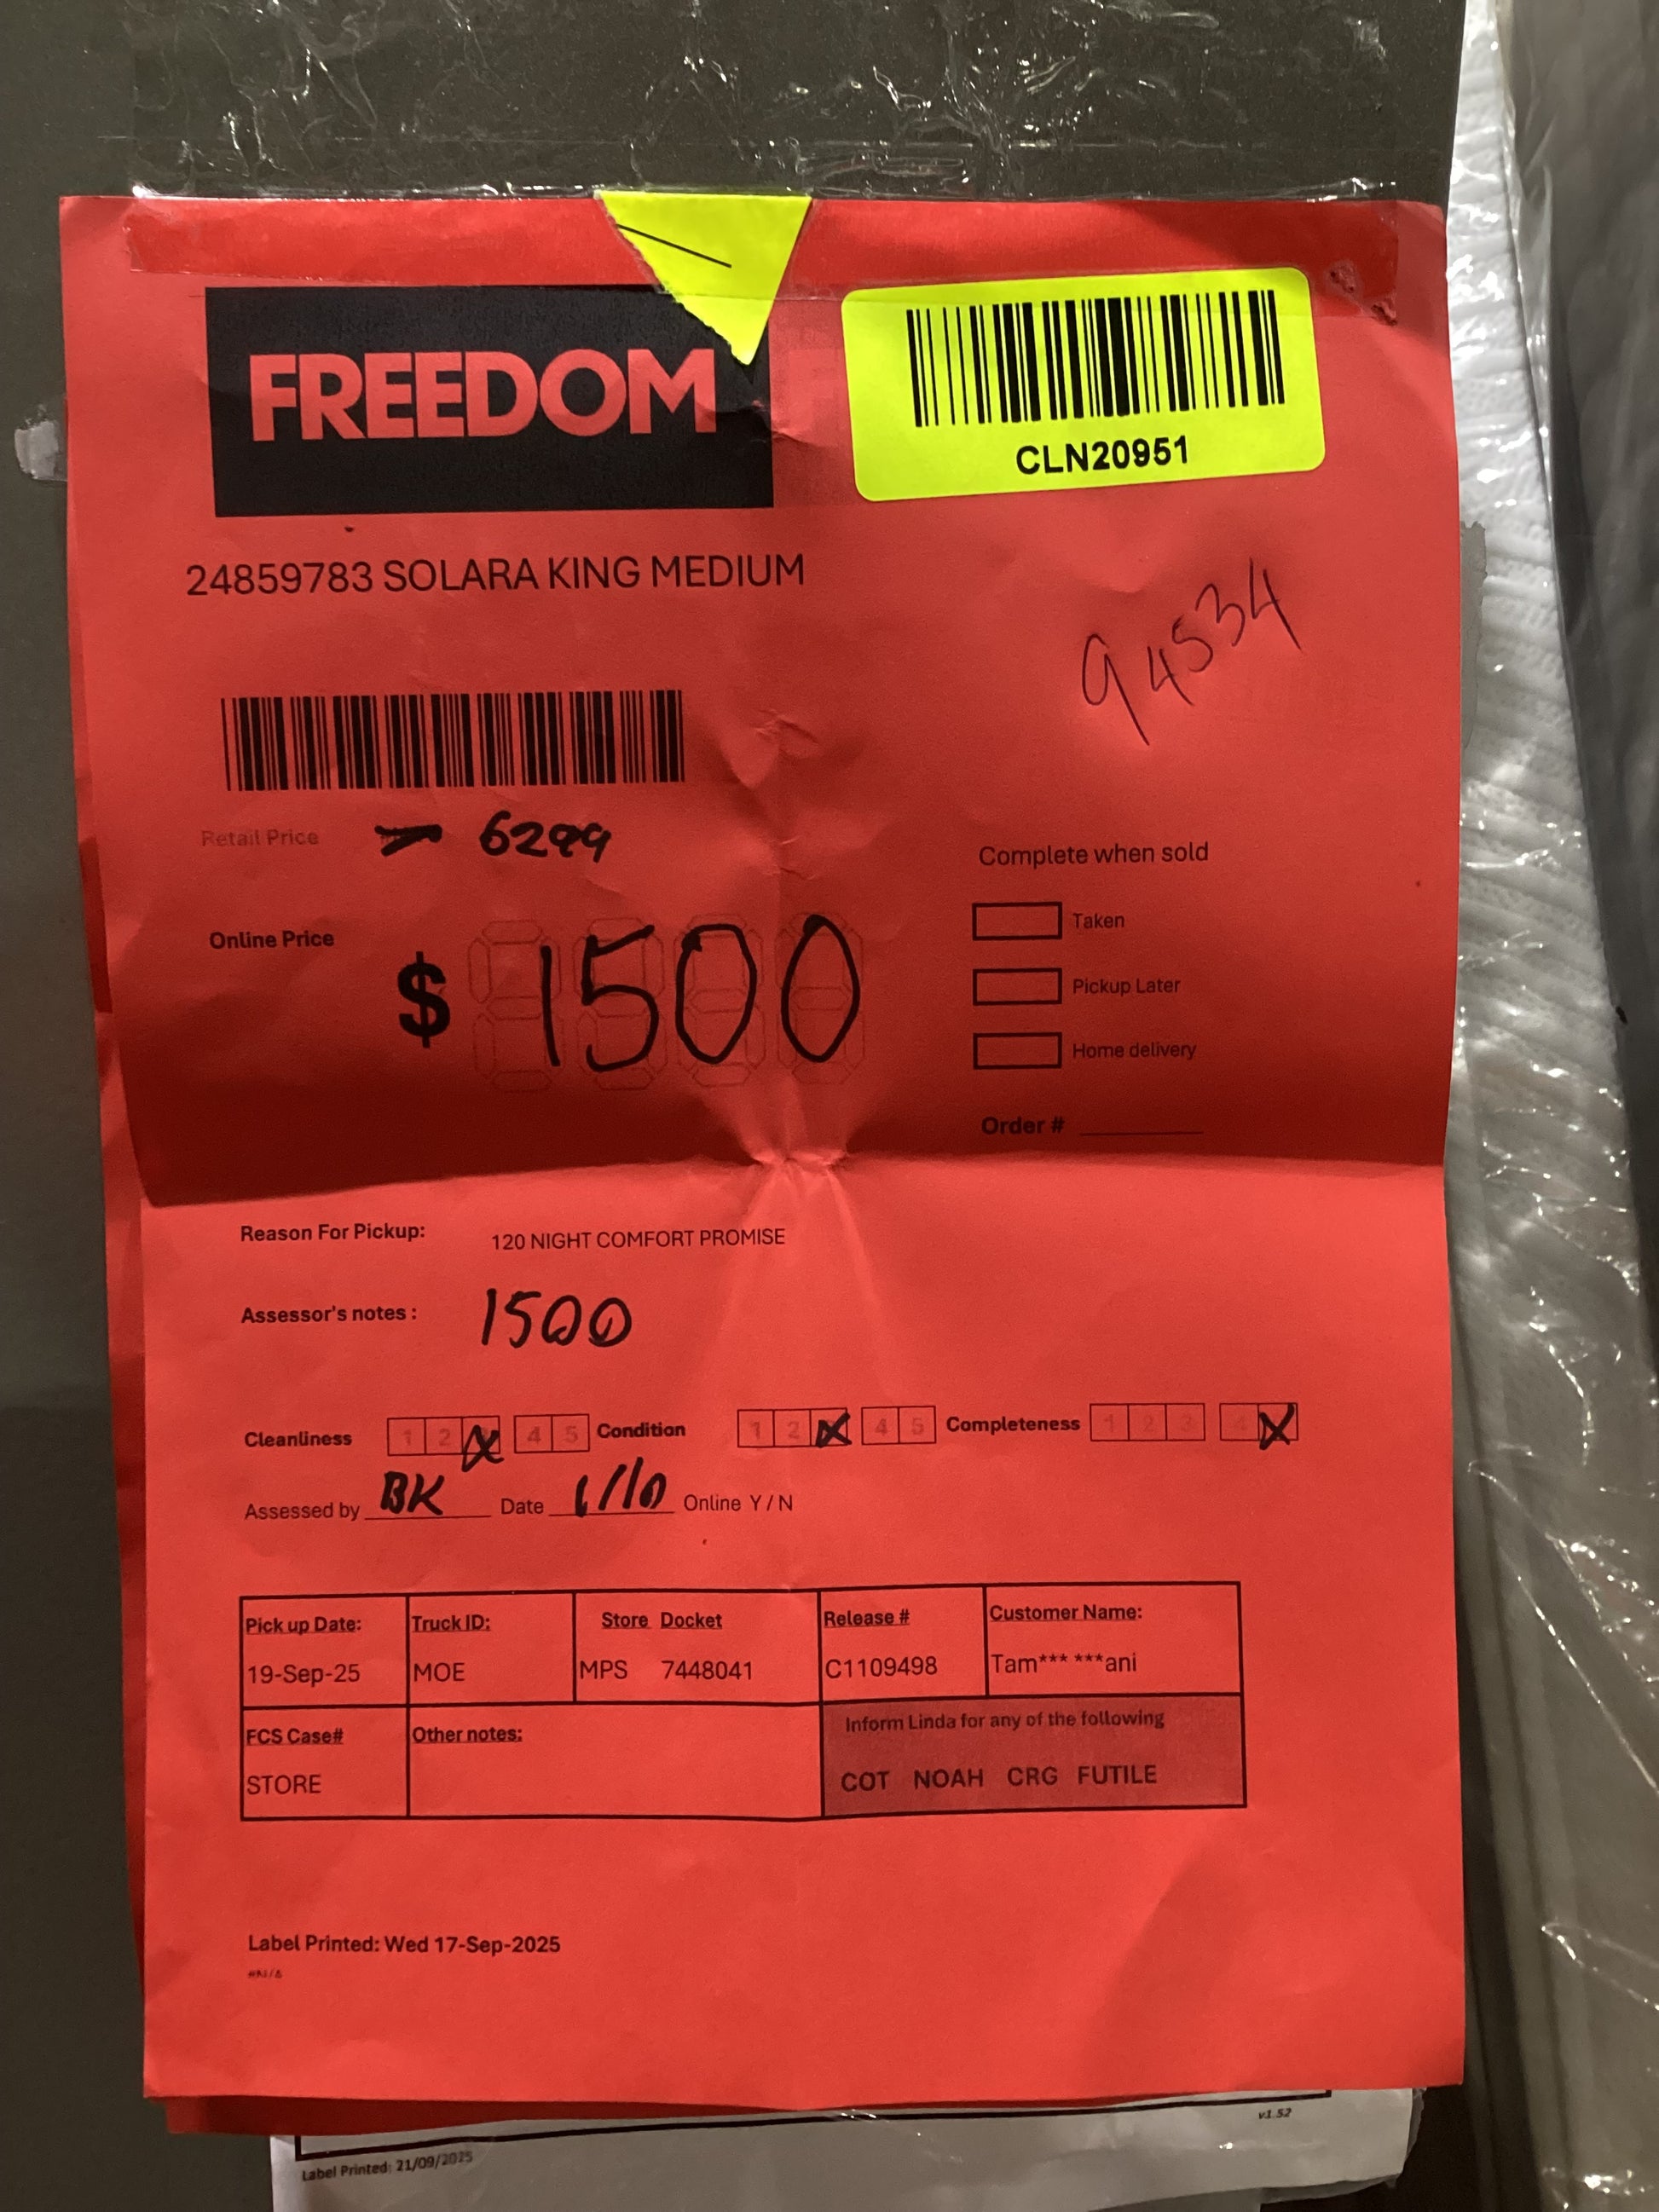 FREEDOM
CLN20951
24859783 SOLARA KING MEDIUM
94534
Retail Price 6299
Complete when sold
Taken
Online Price
$ 1500
Pickup Later
Home delivery
Order #
Reason For Pickup: 120 NIGHT COMFORT PROMISE
Assessor's notes : 1500
Cleanliness 1 2 X 4 5 Condition 1 2 X 4 5 Completeness 1 2 3 4 X
Assessed by BK Date 1/10 Online Y / N
Pick up Date: Truck ID: Store Docket Release # Customer Name:
19-Sep-25 MOE MPS 7448041 C1109498 Tam*** ***ani
FCS Case# Other notes: Inform Linda for any of the following
STORE COT NOAH CRG FUTILE
Label Printed: Wed 17-Sep-2025
#N/A
v1.52
Label Printed: 21/09/2025